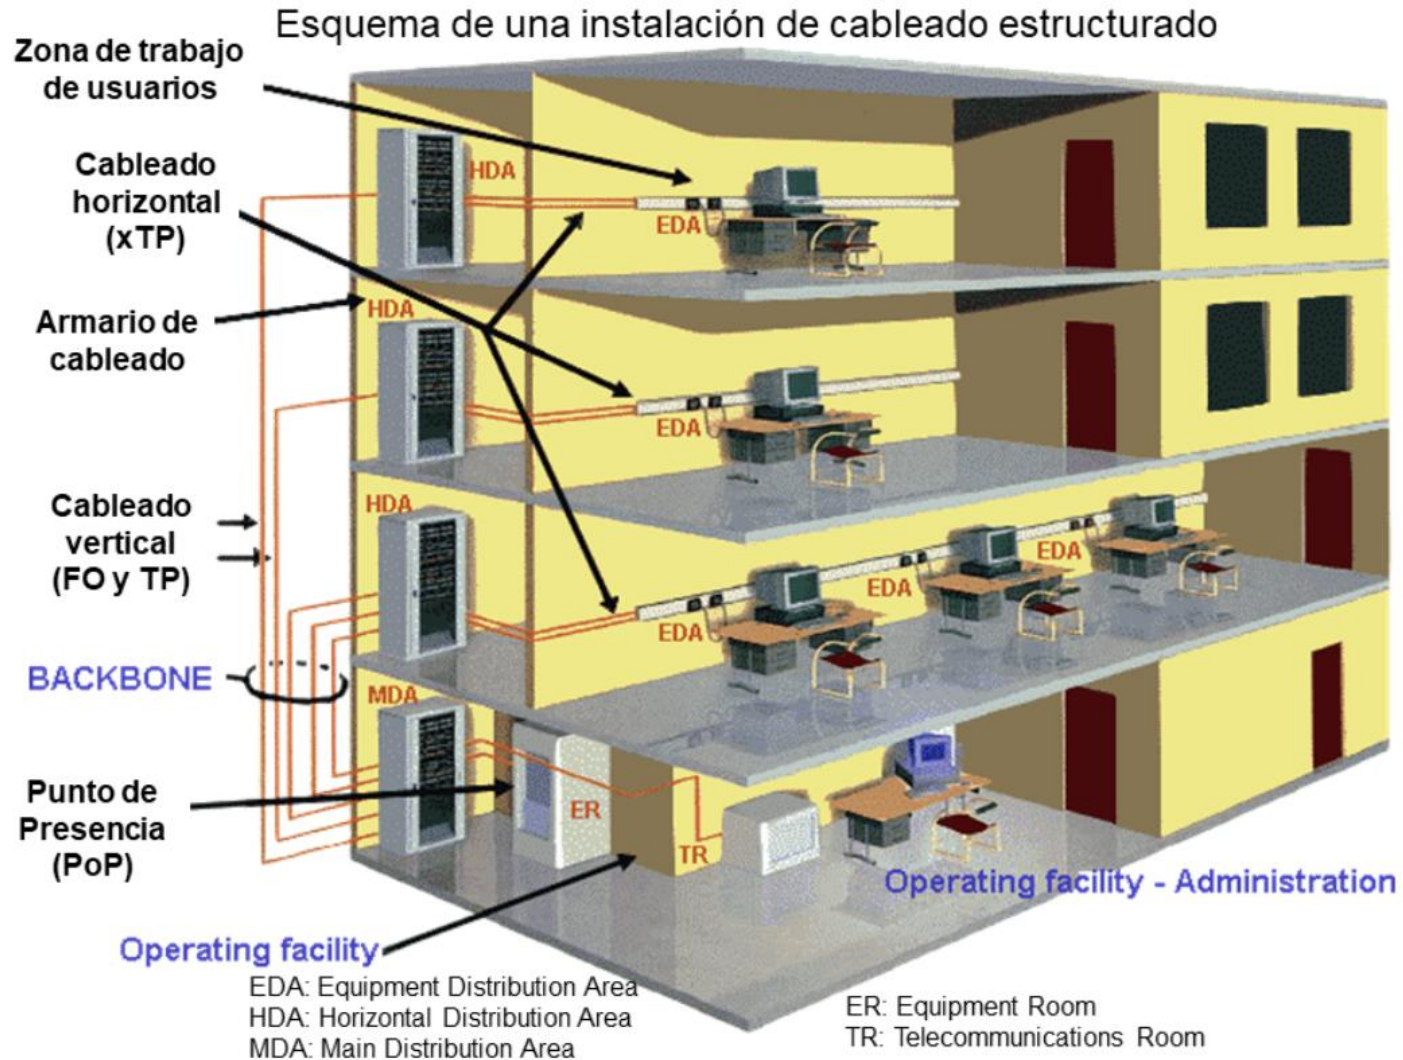 Esquema de una instalación de cableado estructurado
Zona de trabajo
de usuarios
Cableado
horizontal
(xTP)
Armario de
cableado
Cableado
vertical
(FO y TP)
BACKBONE
Punto de
Presencia
(PoP)
Operating facility
HDA
EDA
HDA
EDA
HDA
EDA
EDA
EDA
MDA
ER
TR
Operating facility - Administration
EDA: Equipment Distribution Area
HDA: Horizontal Distribution Area
MDA: Main Distribution Area
ER: Equipment Room
TR: Telecommunications Room